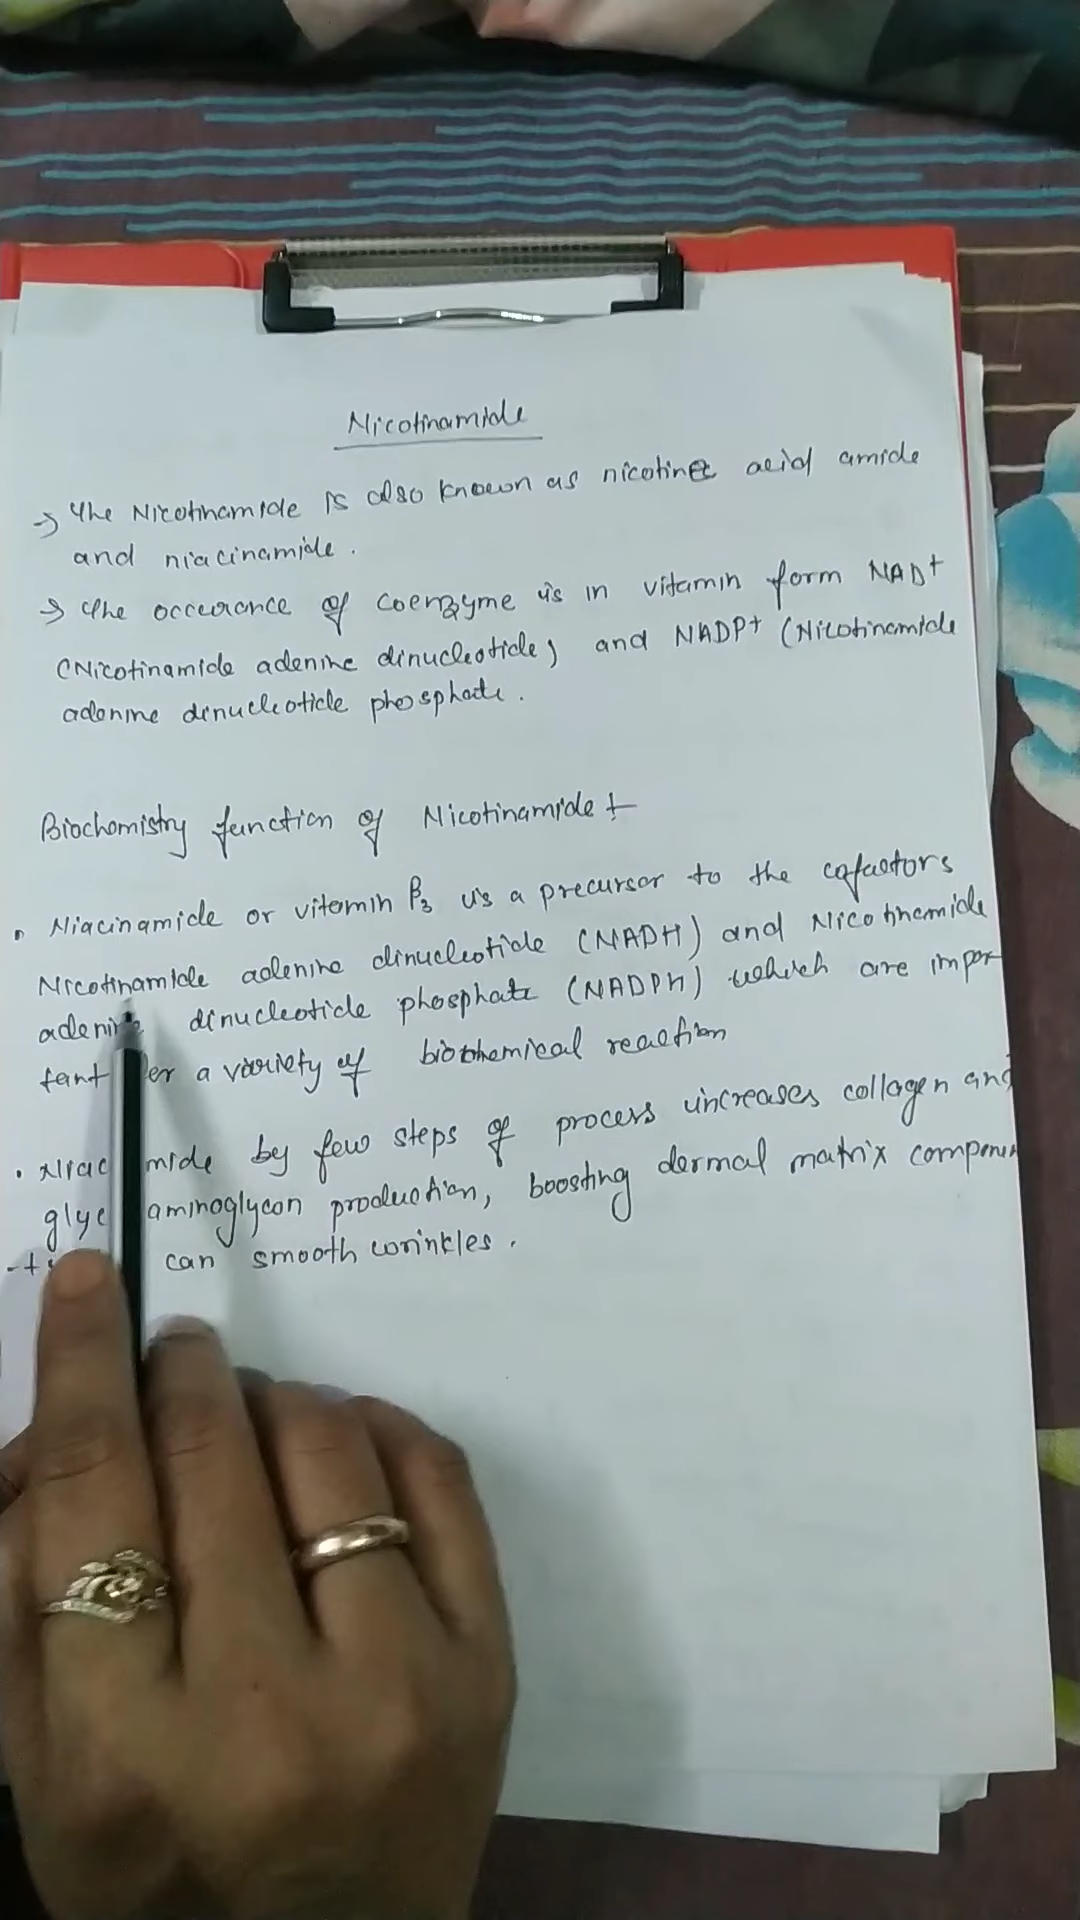 Nicotinamide
→ The Nicotinamide is also known as nicotine acid amide
and niacinamide.
→ The occurance of coenzyme is in vitamin form NAD+
(Nicotinamide adenine dinucleotide) and NADP+ (Nicotinamide
adenine dinucleotide phosphate.
Biochemistry function of Nicotinamide :-
• Niacinamide or vitamin B3 is a precursor to the cofactors
Nicotinamide adenine dinucleotide (NADH) and Nicotinamide
adenine dinucleotide phosphate (NADPH) which are impor
tant a variety of biochemical reaction
• mide by few steps of process increases collagen and
aminoglycan production, boosting dermal matrix componen
can smooth wrinkles.